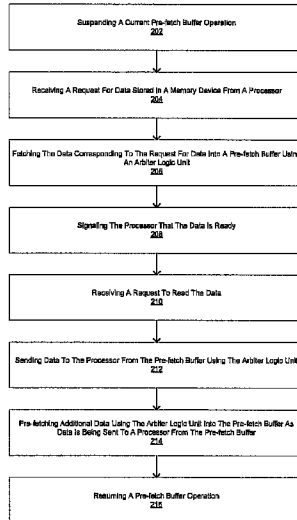 Suspending A Current Pre-fetch Buffer Operation
202
Receiving A Request For Data Stored In A Memory Device From A Processor
204
Fetching The Data Corresponding To The Request For Data Into A Pre-fetch Buffer Using
An Arbiter Logic Unit
206
Signaling The Processor That The Data Is Ready
208
Receiving A Request To Read The Data
210
Sending Data To The Processor From The Pre-fetch Buffer Using The Arbiter Logic Unit
212
Pre-fetching Additional Data Using The Arbiter Logic Unit Into The Pre-fetch Buffer As
Data Is Being Sent To A Processor From The Pre-fetch Buffer
214
Resuming A Pre-fetch Buffer Operation
216